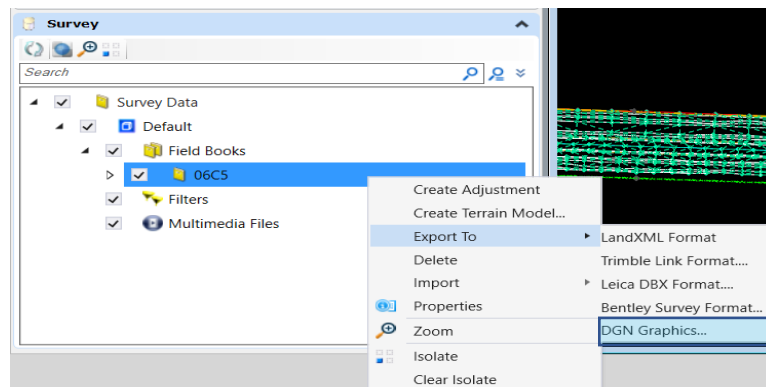 Survey
Search
Survey Data
Default
Field Books
06C5
Filters
Multimedia Files
Create Adjustment
Create Terrain Model...
Export To
Delete
Import
Properties
Zoom
Isolate
Clear Isolate
LandXML Format
Trimble Link Format....
Leica DBX Format....
Bentley Survey Format...
DGN Graphics...